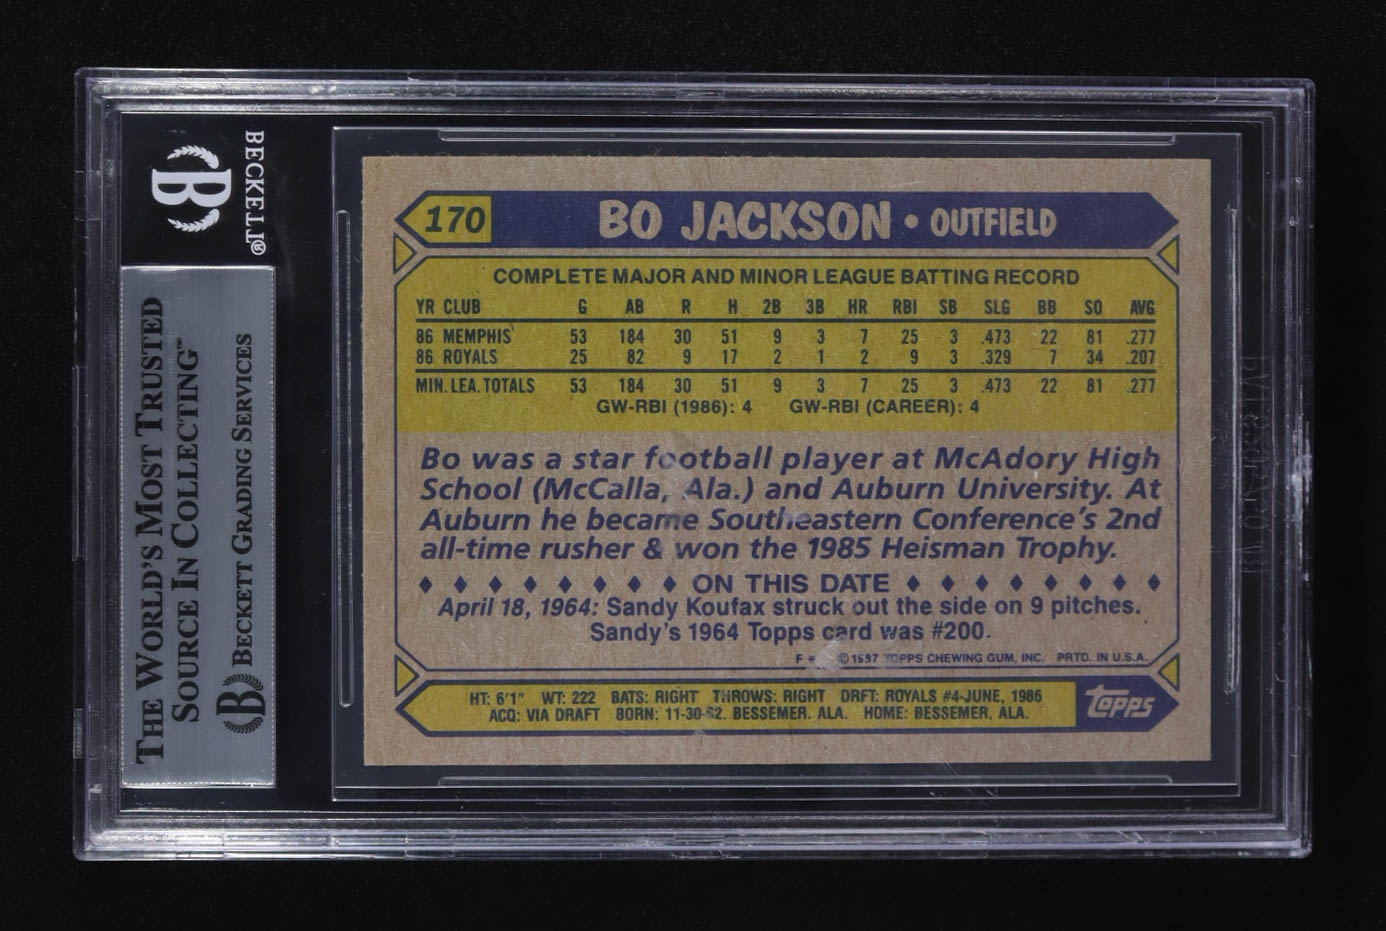 BECKETT®
B
THE WORLD'S MOST TRUSTED
SOURCE IN COLLECTING™
B BECKETT GRADING SERVICES
170 BO JACKSON • OUTFIELD
COMPLETE MAJOR AND MINOR LEAGUE BATTING RECORD
YR CLUB G AB R H 2B 3B HR RBI SB SLG BB SO AVG
86 MEMPHIS 53 184 30 51 9 3 7 25 3 .473 22 81 .277
86 ROYALS 25 82 9 17 2 1 2 9 3 .329 7 34 .207
MIN. LEA. TOTALS 53 184 30 51 9 3 7 25 3 .473 22 81 .277
GW-RBI (1986): 4 GW-RBI (CAREER): 4
Bo was a star football player at McAdory High
School (McCalla, Ala.) and Auburn University. At
Auburn he became Southeastern Conference's 2nd
all-time rusher & won the 1985 Heisman Trophy.
♦ ♦ ♦ ♦ ♦ ♦ ♦ ♦ ON THIS DATE ♦ ♦ ♦ ♦ ♦ ♦ ♦ ♦ ♦
April 18, 1964: Sandy Koufax struck out the side on 9 pitches.
Sandy's 1964 Topps card was #200.
F * ©1987 TOPPS CHEWING GUM, INC. PRTD. IN U.S.A.
HT: 6'1" WT: 222 BATS: RIGHT THROWS: RIGHT DRFT: ROYALS #4-JUNE, 1986
ACQ: VIA DRAFT BORN: 11-30-62, BESSEMER, ALA. HOME: BESSEMER, ALA.
topps